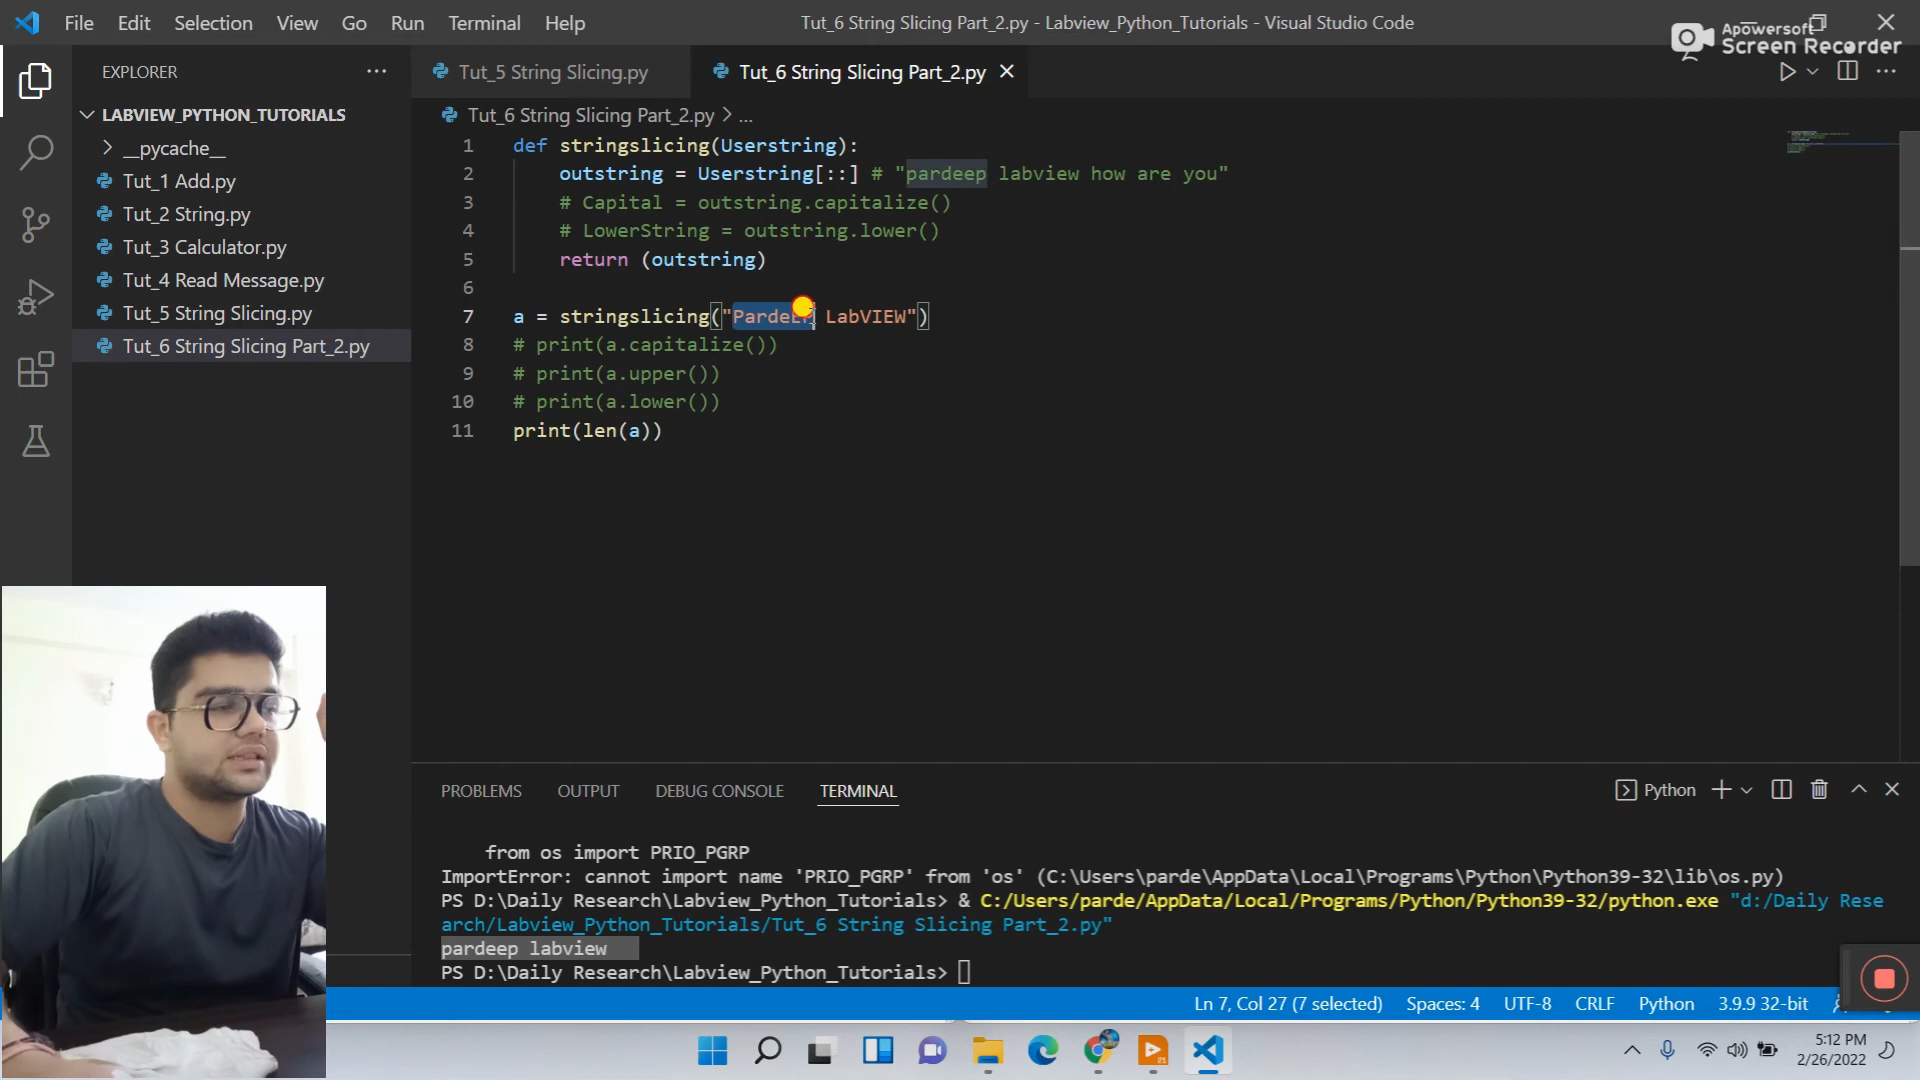 File Edit Selection View Go Run Terminal Help
Tut_6 String Slicing Part_2.py - Labview_Python_Tutorials - Visual Studio Code
Apowersoft
Screen Recorder
EXPLORER
Tut_5 String Slicing.py
Tut_6 String Slicing Part_2.py
LABVIEW_PYTHON_TUTORIALS
__pycache__
Tut_1 Add.py
Tut_2 String.py
Tut_3 Calculator.py
Tut_4 Read Message.py
Tut_5 String Slicing.py
Tut_6 String Slicing Part_2.py
Tut_6 String Slicing Part_2.py > ...
1 def stringslicing(Userstring):
2 outstring = Userstring[::] # "pardeep labview how are you"
3 # Capital = outstring.capitalize()
4 # LowerString = outstring.lower()
5 return (outstring)
6
7 a = stringslicing("PardeEP LabVIEW")
8 # print(a.capitalize())
9 # print(a.upper())
10 # print(a.lower())
11 print(len(a))
PROBLEMS OUTPUT DEBUG CONSOLE TERMINAL
Python
from os import PRIO_PGRP
ImportError: cannot import name 'PRIO_PGRP' from 'os' (C:\Users\parde\AppData\Local\Programs\Python\Python39-32\lib\os.py)
PS D:\Daily Research\Labview_Python_Tutorials> & C:/Users/parde/AppData/Local/Programs/Python/Python39-32/python.exe "d:/Daily Rese
arch/Labview_Python_Tutorials/Tut_6 String Slicing Part_2.py"
pardeep labview
PS D:\Daily Research\Labview_Python_Tutorials>
Ln 7, Col 27 (7 selected) Spaces: 4 UTF-8 CRLF Python 3.9.9 32-bit
5:12 PM
2/26/2022